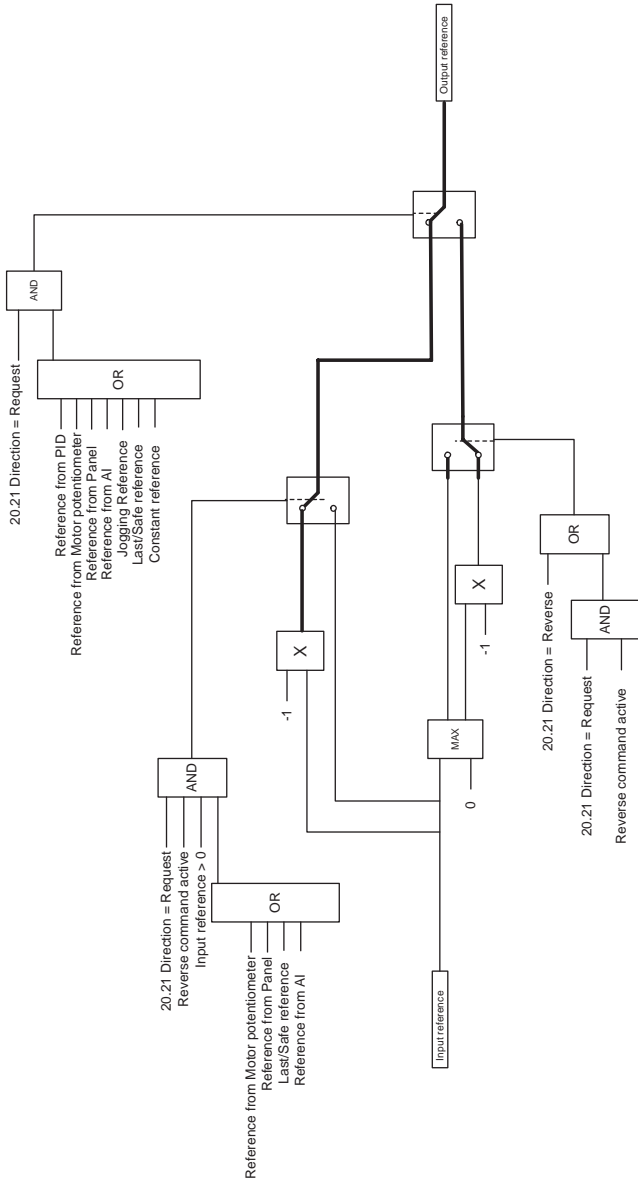 20.21 Direction = Request
AND
Reference from PID
Reference from Motor potentiometer
Reference from Panel
Reference from AI
Jogging Reference
Last/Safe reference
Constant reference
OR
Output reference
20.21 Direction = Request
Reverse command active
Input reference > 0
AND
Reference from Motor potentiometer
Reference from Panel
Last/Safe reference
Reference from AI
OR
-1
X
Input reference
MAX
0
X
-1
20.21 Direction = Reverse
OR
20.21 Direction = Request
Reverse command active
AND